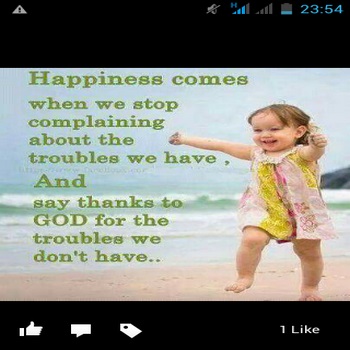 23:54
Happiness comes
when we stop
complaining
about the
troubles we have ,
And
say thanks to
GOD for the
troubles we
don't have..
1 Like